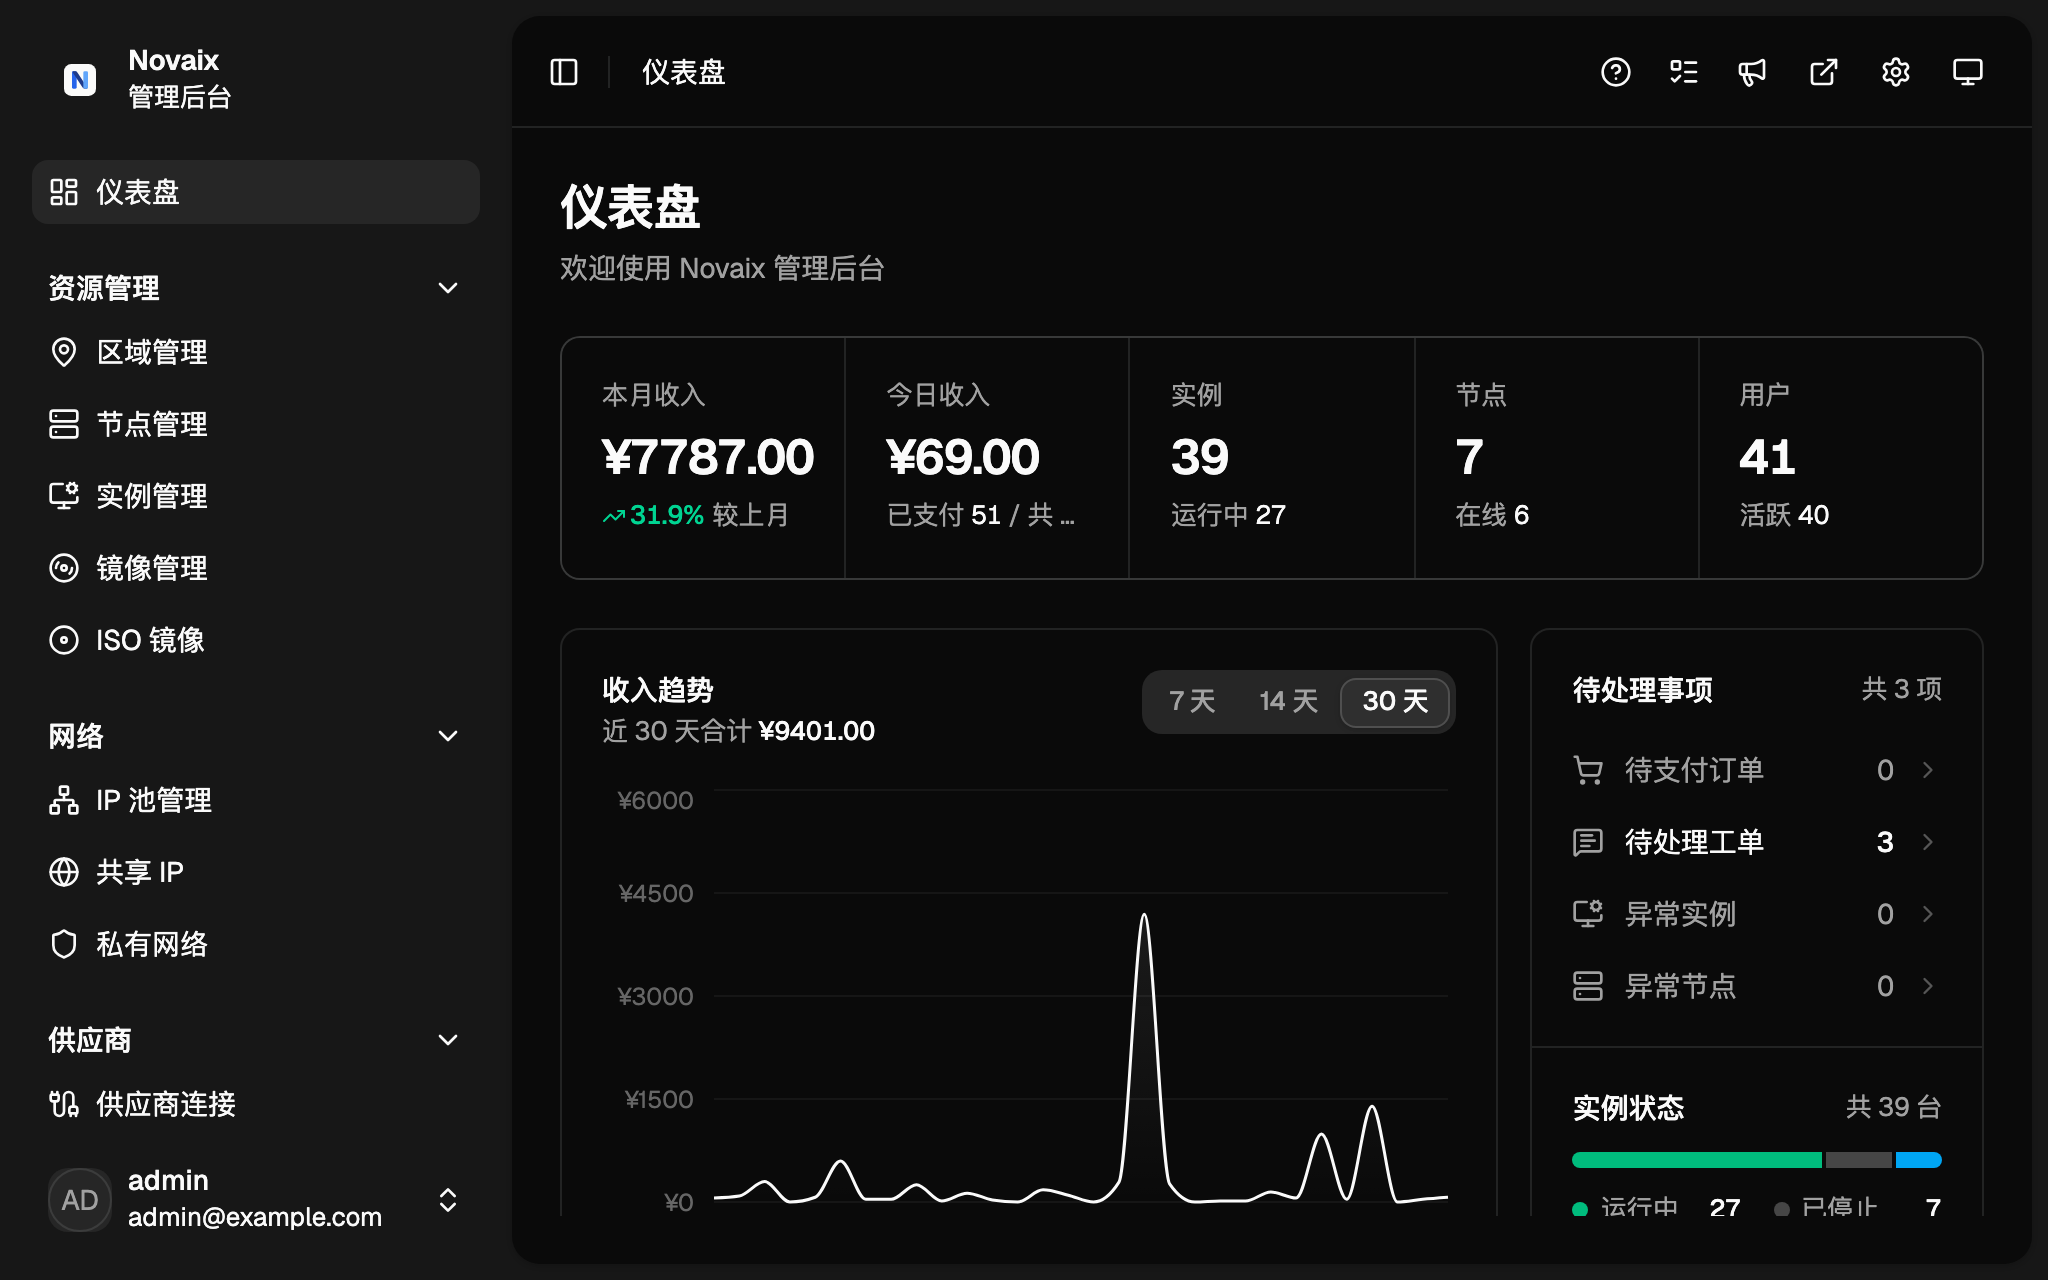 Novaix
管理后台
仪表盘
资源管理
区域管理
节点管理
实例管理
镜像管理
ISO 镜像
网络
IP 池管理
共享 IP
私有网络
供应商
供应商连接
AD
admin
admin@example.com
仪表盘
仪表盘
欢迎使用 Novaix 管理后台
本月收入
¥7787.00
31.9% 较上月
今日收入
¥69.00
已支付 51 / 共 ...
实例
39
运行中 27
节点
7
在线 6
用户
41
活跃 40
收入趋势
近 30 天合计 ¥9401.00
7 天
14 天
30 天
¥6000
¥4500
¥3000
¥1500
¥0
待处理事项
共 3 项
待支付订单 0
待处理工单 3
异常实例 0
异常节点 0
实例状态
共 39 台
运行中 27
已停止 7